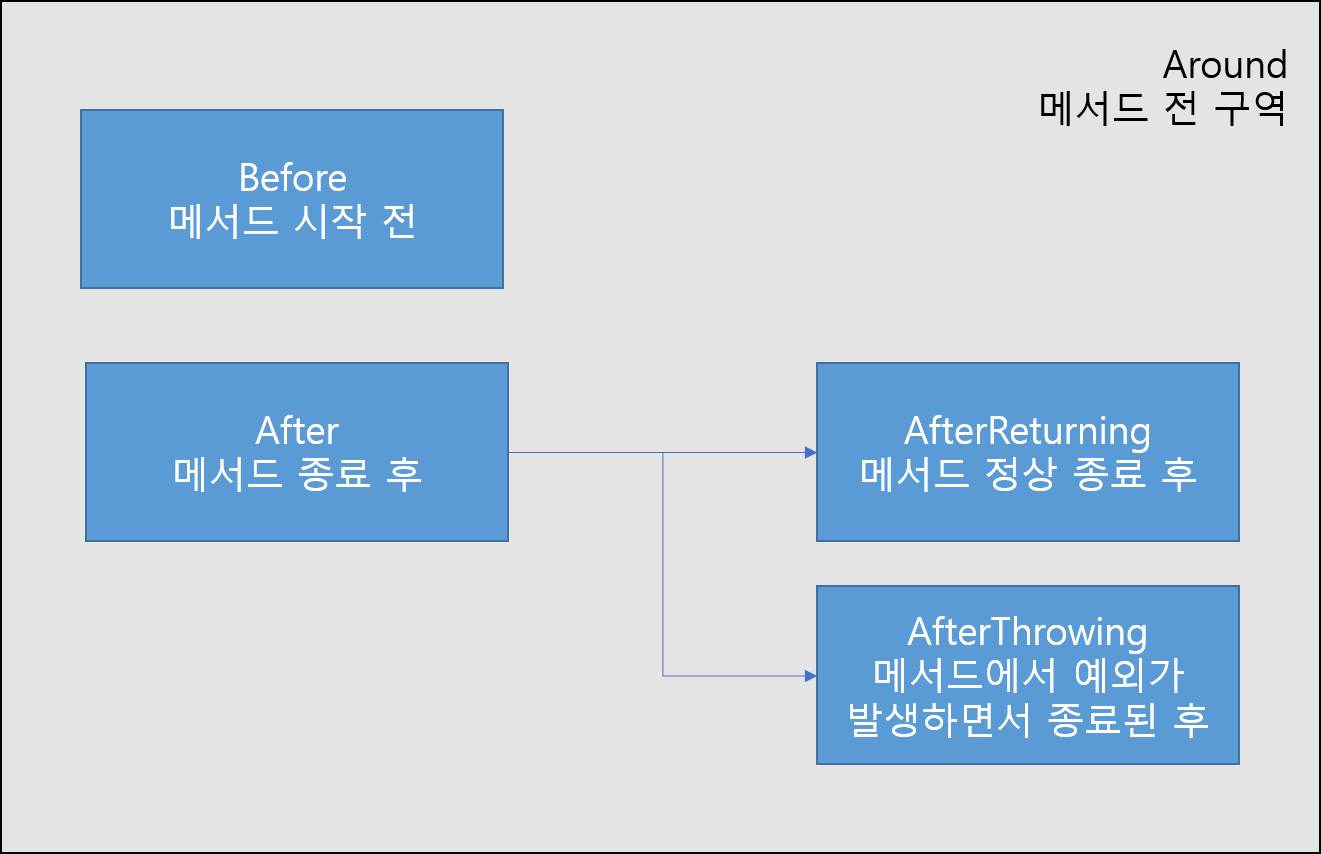 Around
메서드 전 구역
Before
메서드 시작 전
After
메서드 종료 후
AfterReturning
메서드 정상 종료 후
AfterThrowing
메서드에서 예외가
발생하면서 종료된 후